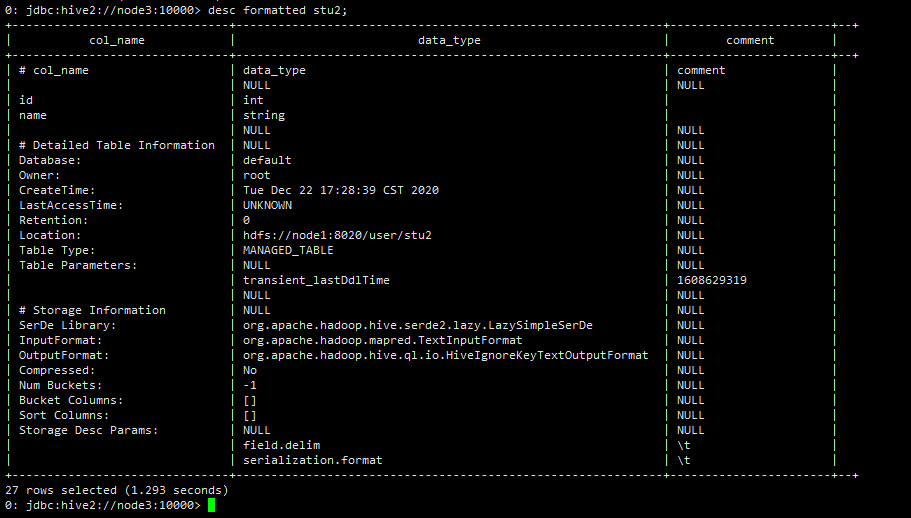 0: jdbc:hive2://node3:10000> desc formatted stu2;
+-------------------------------+-----------------------------------------------------------+-----------------------+--+
| col_name | data_type | comment |
+-------------------------------+-----------------------------------------------------------+-----------------------+--+
| # col_name | data_type | comment |
| | NULL | NULL |
| id | int | |
| name | string | |
| | NULL | NULL |
| # Detailed Table Information | NULL | NULL |
| Database: | default | NULL |
| Owner: | root | NULL |
| CreateTime: | Tue Dec 22 17:28:39 CST 2020 | NULL |
| LastAccessTime: | UNKNOWN | NULL |
| Retention: | 0 | NULL |
| Location: | hdfs://node1:8020/user/stu2 | NULL |
| Table Type: | MANAGED_TABLE | NULL |
| Table Parameters: | NULL | NULL |
| | transient_lastDdlTime | 1608629319 |
| | NULL | NULL |
| # Storage Information | NULL | NULL |
| SerDe Library: | org.apache.hadoop.hive.serde2.lazy.LazySimpleSerDe | NULL |
| InputFormat: | org.apache.hadoop.mapred.TextInputFormat | NULL |
| OutputFormat: | org.apache.hadoop.hive.ql.io.HiveIgnoreKeyTextOutputFormat | NULL |
| Compressed: | No | NULL |
| Num Buckets: | -1 | NULL |
| Bucket Columns: | [] | NULL |
| Sort Columns: | [] | NULL |
| Storage Desc Params: | NULL | NULL |
| | field.delim | \t |
| | serialization.format | \t |
+-------------------------------+-----------------------------------------------------------+-----------------------+--+
27 rows selected (1.293 seconds)
0: jdbc:hive2://node3:10000>